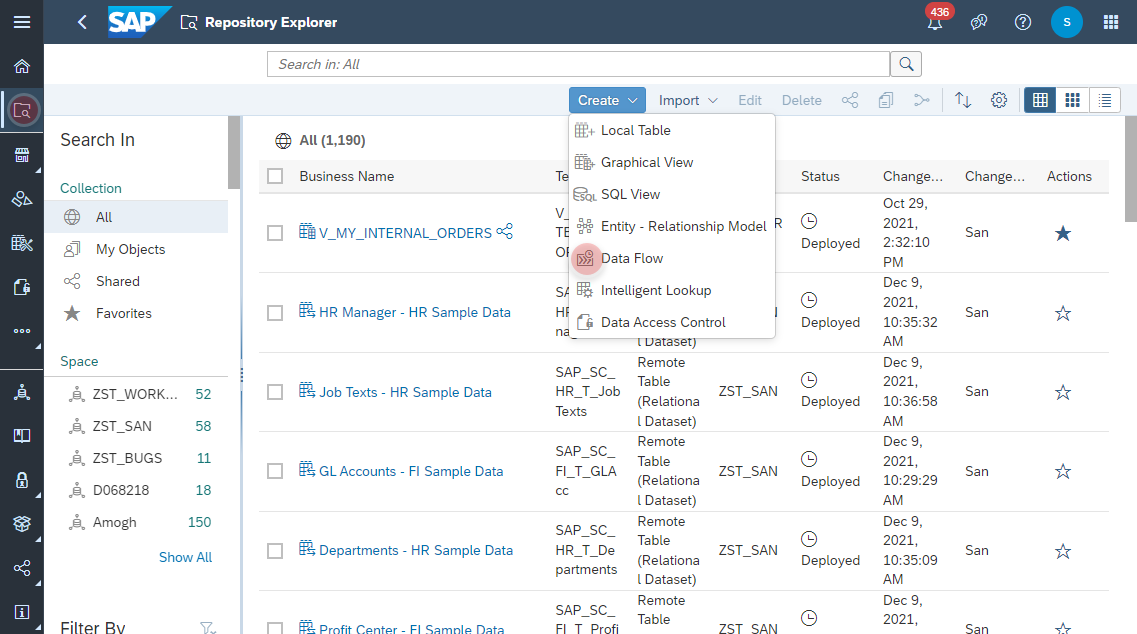 SAP
Repository Explorer
436
S
Search in: All
Create
Import
Edit
Delete
Search In
Collection
All
My Objects
Shared
Favorites
Space
ZST_WORK... 52
ZST_SAN 58
ZST_BUGS 11
D068218 18
Amogh 150
Show All
Filter By
All (1,190)
Local Table
Graphical View
SQL View
Entity - Relationship Model
Data Flow
Intelligent Lookup
Data Access Control
Business Name
Te
Status
Change...
Change...
Actions
V_MY_INTERNAL_ORDERS
V_
TE
OF
R
Deployed
Oct 29,
2021,
2:32:10
PM
San
HR Manager - HR Sample Data
SA
HR
na
l Dataset)
Deployed
Dec 9,
2021,
10:35:32
AM
San
Job Texts - HR Sample Data
SAP_SC_
HR_T_Job
Texts
Remote
Table
(Relationa
l Dataset)
ZST_SAN
Deployed
Dec 9,
2021,
10:36:58
AM
San
GL Accounts - FI Sample Data
SAP_SC_
FI_T_GLA
cc
Remote
Table
(Relationa
l Dataset)
ZST_SAN
Deployed
Dec 9,
2021,
10:29:29
AM
San
Departments - HR Sample Data
SAP_SC_
HR_T_De
partments
Remote
Table
(Relationa
l Dataset)
ZST_SAN
Deployed
Dec 9,
2021,
10:35:09
AM
San
Profit Center - FI Sample Data
SAP_SC_
FI_T_Profi
Remote
Table
ZST_SAN
Dec 9,
2021,
San